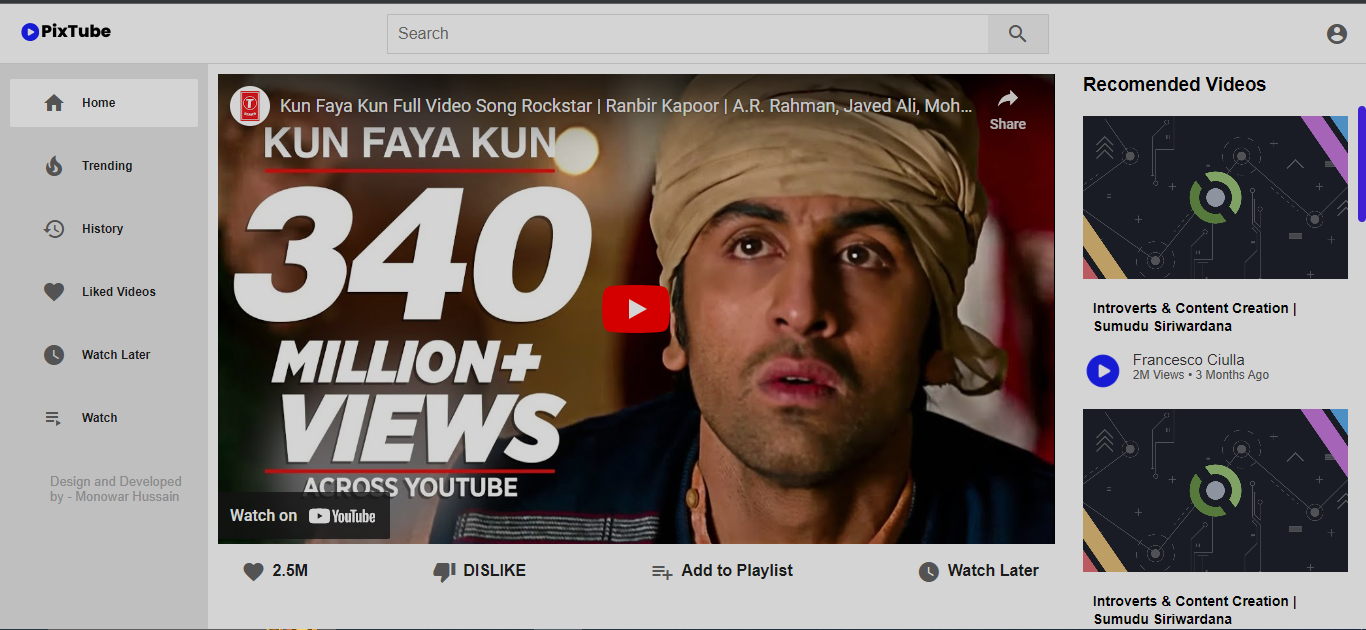 PixTube
Search
Home
Trending
History
Liked Videos
Watch Later
Watch
Design and Developed
by - Monowar Hussain
Kun Faya Kun Full Video Song Rockstar | Ranbir Kapoor | A.R. Rahman, Javed Ali, Moh...
Share
KUN FAYA KUN
340
MILLION+
VIEWS
ACROSS YOUTUBE
Watch on YouTube
2.5M
DISLIKE
Add to Playlist
Watch Later
Recomended Videos
Introverts & Content Creation |
Sumudu Siriwardana
Francesco Ciulla
2M Views • 3 Months Ago
Introverts & Content Creation |
Sumudu Siriwardana